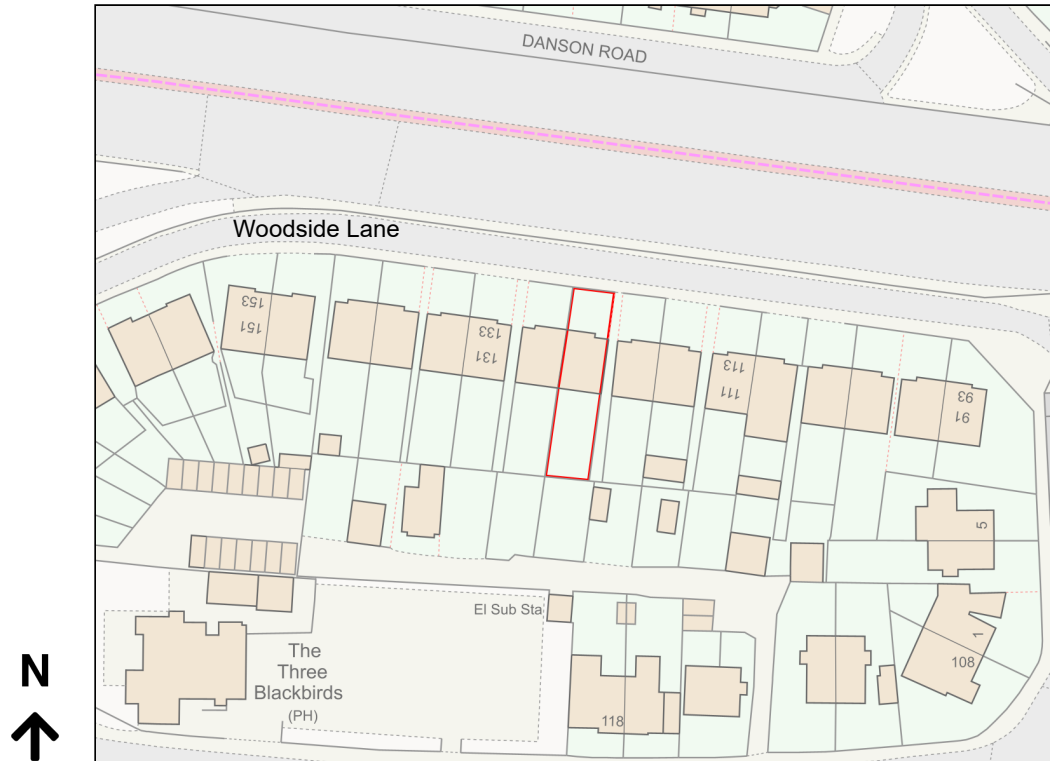 DANSON ROAD
Woodside Lane
153
151
133
131
113
111
93
91
5
El Sub Sta
N
The
Three
Blackbirds
(PH)
1
108
118